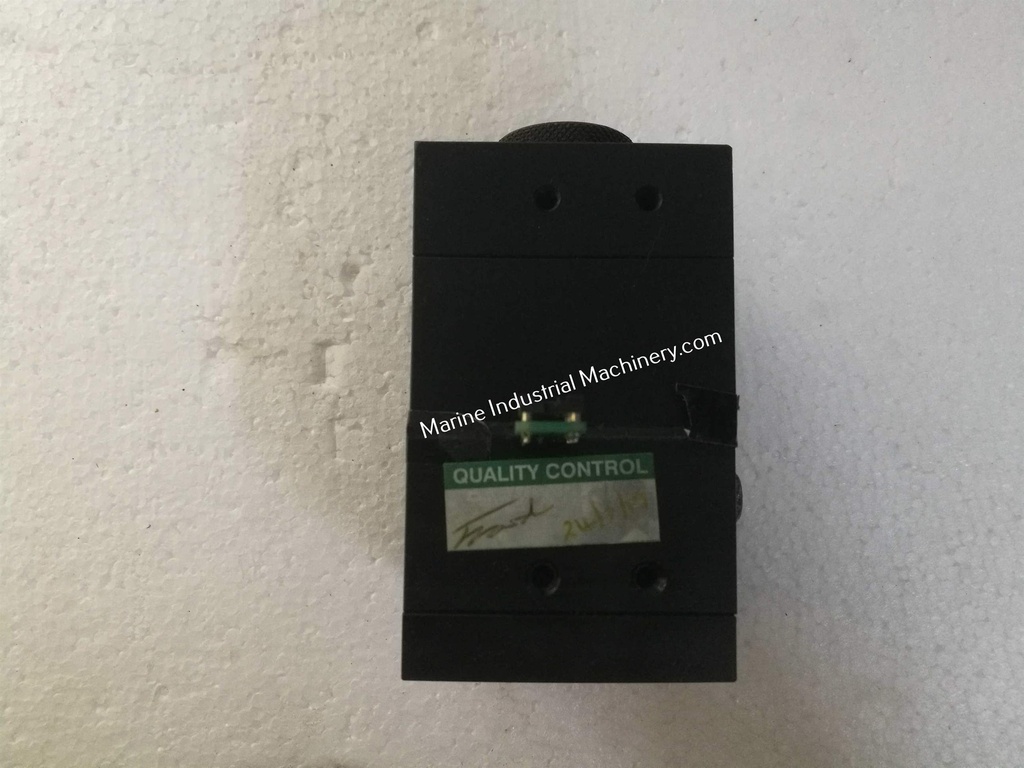 Marine Industrial Machinery.com
QUALITY CONTROL